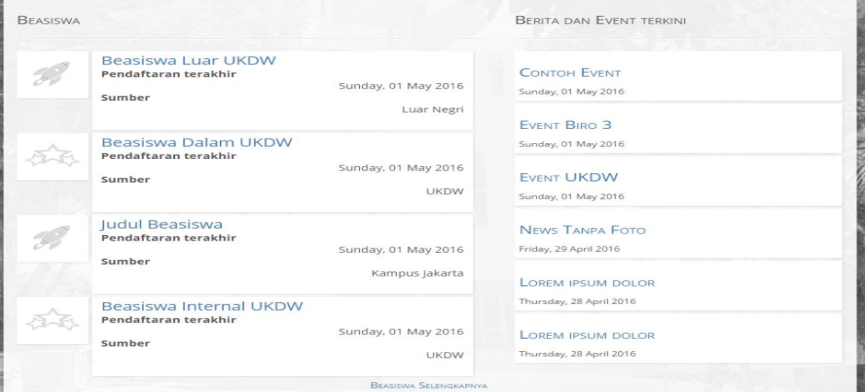 BEASISWA
Beasiswa Luar UKDW
Pendaftaran terakhir
Sunday, 01 May 2016
Sumber
Luar Negri
Beasiswa Dalam UKDW
Pendaftaran terakhir
Sunday, 01 May 2016
Sumber
UKDW
Judul Beasiswa
Pendaftaran terakhir
Sunday, 01 May 2016
Sumber
Kampus Jakarta
Beasiswa Internal UKDW
Pendaftaran terakhir
Sunday, 01 May 2016
Sumber
UKDW
BEASISWA SELENGKAPNYA
BERITA DAN EVENT TERKINI
CONTOH EVENT
Sunday, 01 May 2016
EVENT BIRO 3
Sunday, 01 May 2016
EVENT UKDW
Sunday, 01 May 2016
NEWS TANPA FOTO
Friday, 29 April 2016
LOREM IPSUM DOLOR
Thursday, 28 April 2016
LOREM IPSUM DOLOR
Thursday, 28 April 2016